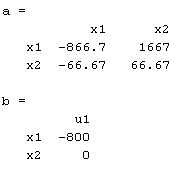 a =
x1 x2
x1 -866.7 1667
x2 -66.67 66.67
b =
u1
x1 -800
x2 0